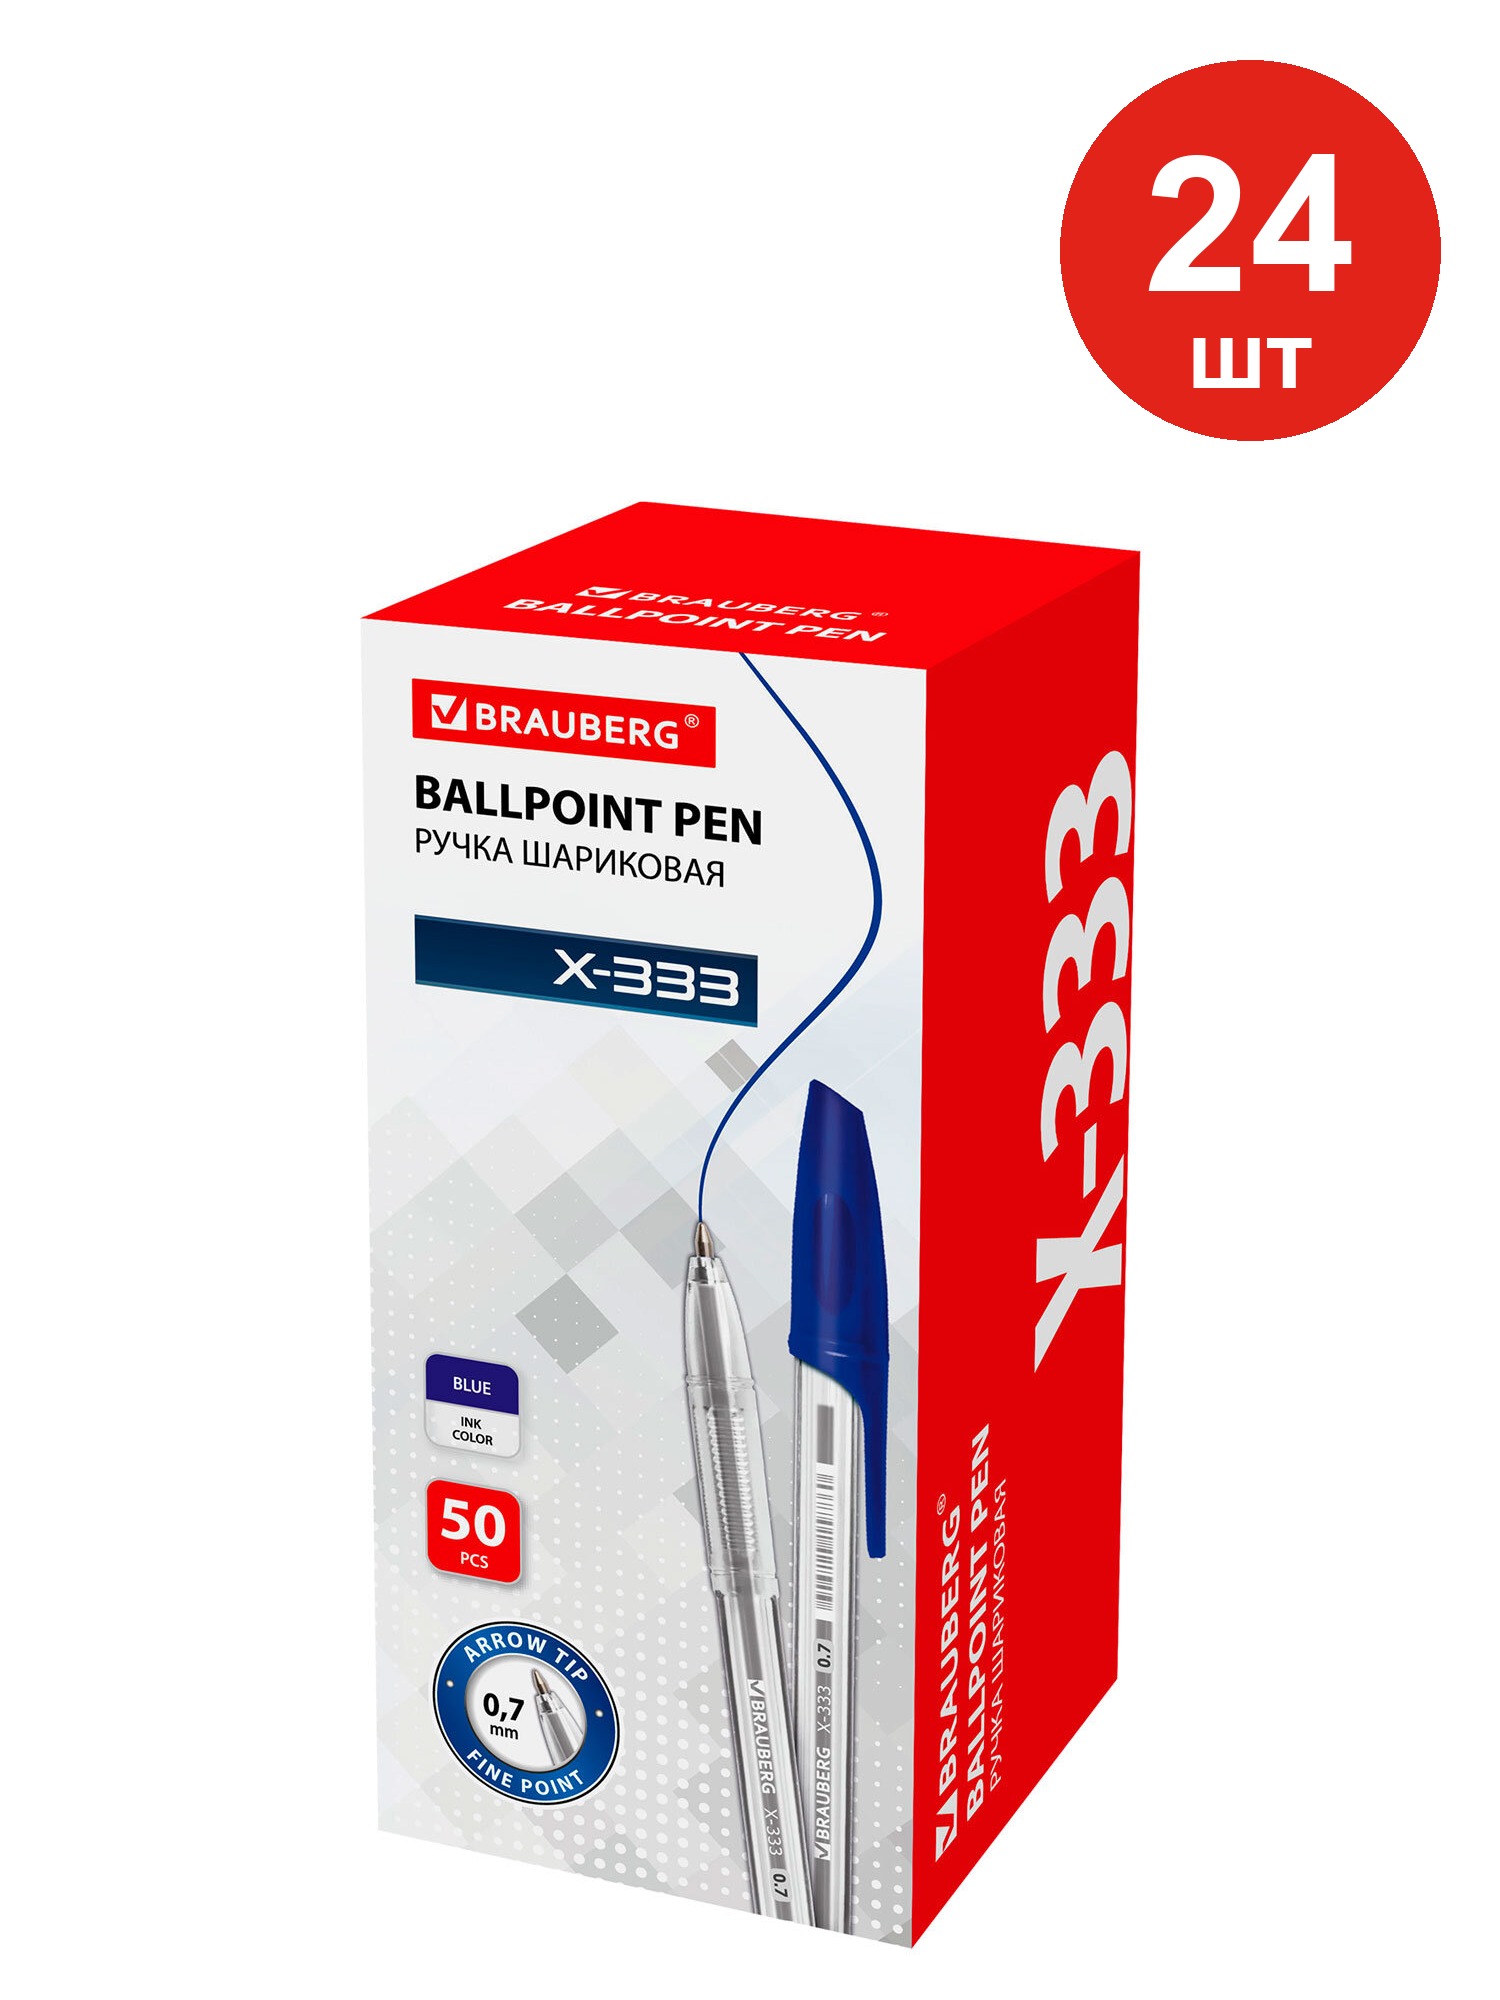 24
шт
BRAUBERG®
BALLPOINT PEN
BRAUBERG®
BALLPOINT PEN
РУЧКА ШАРИКОВАЯ
X-333
BLUE
INK
COLOR
50
PCS
ARROW TIP
0,7
mm
FINE POINT
BRAUBERG X-333 0.7
BRAUBERG X-333 0.7
X-333
BRAUBERG®
BALLPOINT PEN
РУЧКА ШАРИКОВАЯ